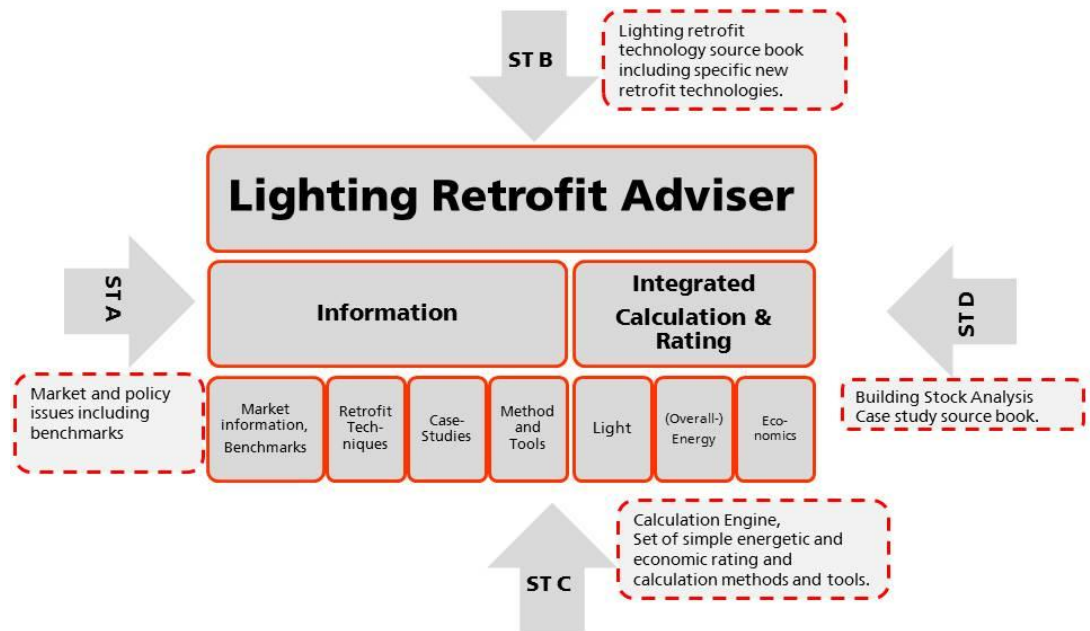 ST B
Lighting retrofit
technology source book
including specific new
retrofit technologies.
Lighting Retrofit Adviser
ST A
Information
Integrated
Calculation &
Rating
ST D
Market and policy
issues including
benchmarks
Market
information,
Benchmarks
Retrofit
Tech-
niques
Case-
Studies
Method
and
Tools
Light
(Overall-)
Energy
Eco-
nomics
Building Stock Analysis
Case study source book.
ST C
Calculation Engine,
Set of simple energetic and
economic rating and
calculation methods and tools.